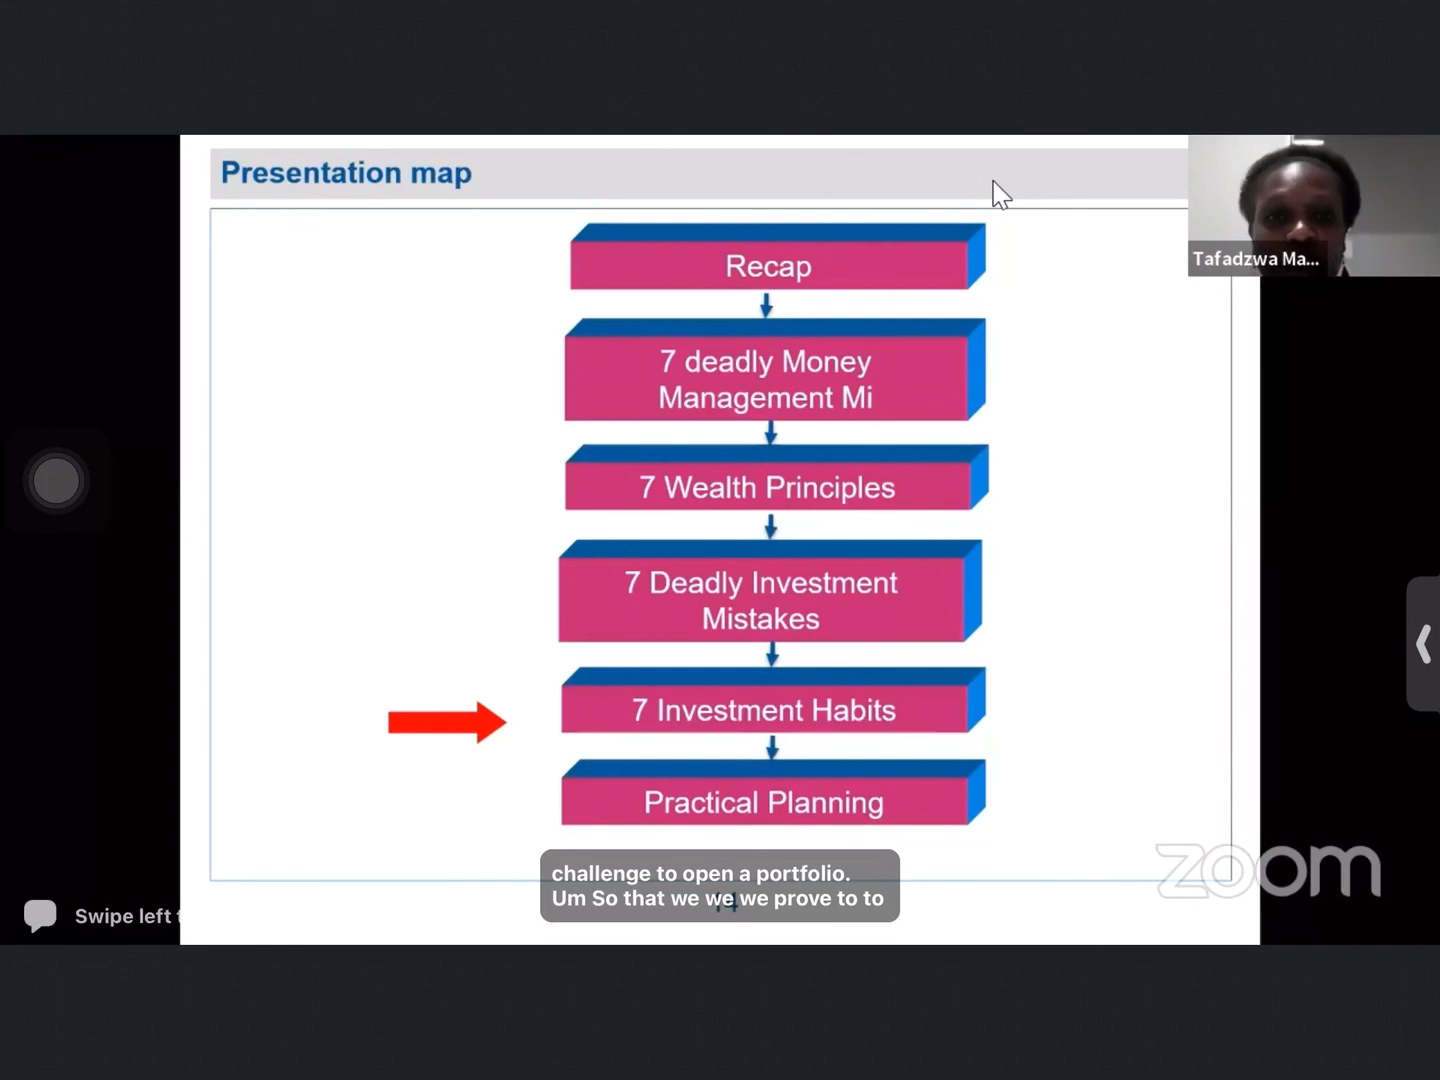 Presentation map
Tafadzwa Ma...
Recap
7 deadly Money
Management Mi
7 Wealth Principles
7 Deadly Investment
Mistakes
7 Investment Habits
Practical Planning
challenge to open a portfolio.
Um So that we we we prove to to
14
zoom
Swipe left